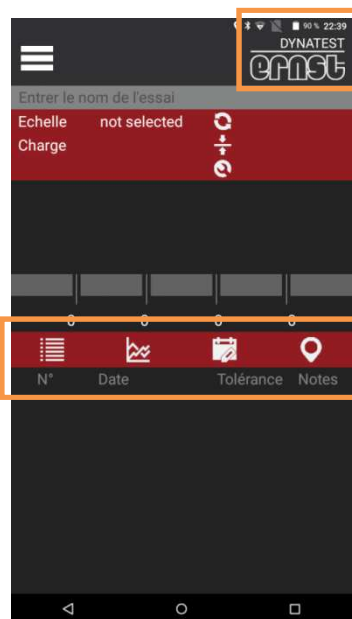 90 % 22:39
DYNATEST
ernst
Entrer le nom de l'essai
Echelle not selected
Charge
0 0 0 0
N° Date Tolérance Notes